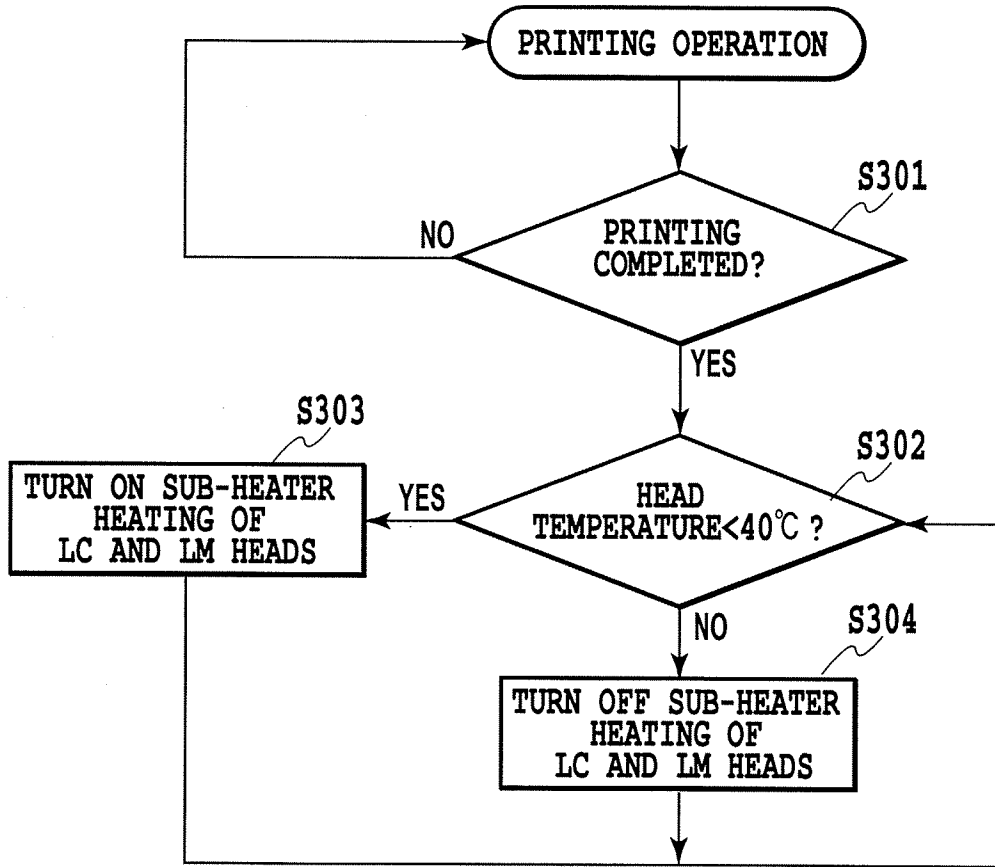 PRINTING OPERATION
S301
PRINTING
COMPLETED?
NO
YES
S303
S302
TURN ON SUB-HEATER
HEATING OF
LC AND LM HEADS
YES
HEAD
TEMPERATURE<40℃ ?
NO
S304
TURN OFF SUB-HEATER
HEATING OF
LC AND LM HEADS